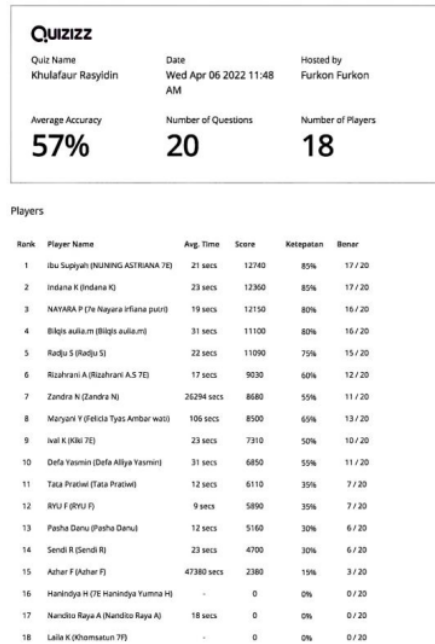 QUIZIZZ
Quiz Name Date Hosted by
Khulafaur Rasyidin Wed Apr 06 2022 11:48 Furkon Furkon
AM
Average Accuracy Number of Questions Number of Players
57% 20 18
Players
Rank Player Name Avg. Time Score Ketepatan Benar
1 ibu Supiyah (NUNING ASTRIANA 7E) 21 secs 12740 85% 17 / 20
2 Indana K (Indana K) 23 secs 12360 85% 17 / 20
3 NAYARA P (7e Nayara irfiana putri) 19 secs 12150 80% 16 / 20
4 Bilqis aulia.m (Bilqis aulia.m) 31 secs 11100 80% 16 / 20
5 Radju S (Radju S) 22 secs 11090 75% 15 / 20
6 Rizahrani A (Rizahrani A.S 7E) 17 secs 9030 60% 12 / 20
7 Zandra N (Zandra N) 26294 secs 8680 55% 11 / 20
8 Maryani Y (Felicia Tyas Ambar wati) 106 secs 8500 65% 13 / 20
9 ival K (Kiki 7E) 23 secs 7310 50% 10 / 20
10 Defa Yasmin (Defa Alliya Yasmin) 31 secs 6850 55% 11 / 20
11 Tata Pratiwi (Tata Pratiwi) 12 secs 6110 35% 7 / 20
12 RYU F (RYU F) 9 secs 5890 35% 7 / 20
13 Pasha Danu (Pasha Danu) 12 secs 5160 30% 6 / 20
14 Sendi R (Sendi R) 23 secs 4700 30% 6 / 20
15 Azhar F (Azhar F) 47380 secs 2380 15% 3 / 20
16 Hanindya H (7E Hanindya Yumna H) - 0 0% 0 / 20
17 Nandito Raya A (Nandito Raya A) 18 secs 0 0% 0 / 20
18 Laila K (Khomsatun 7F) - 0 0% 0 / 20